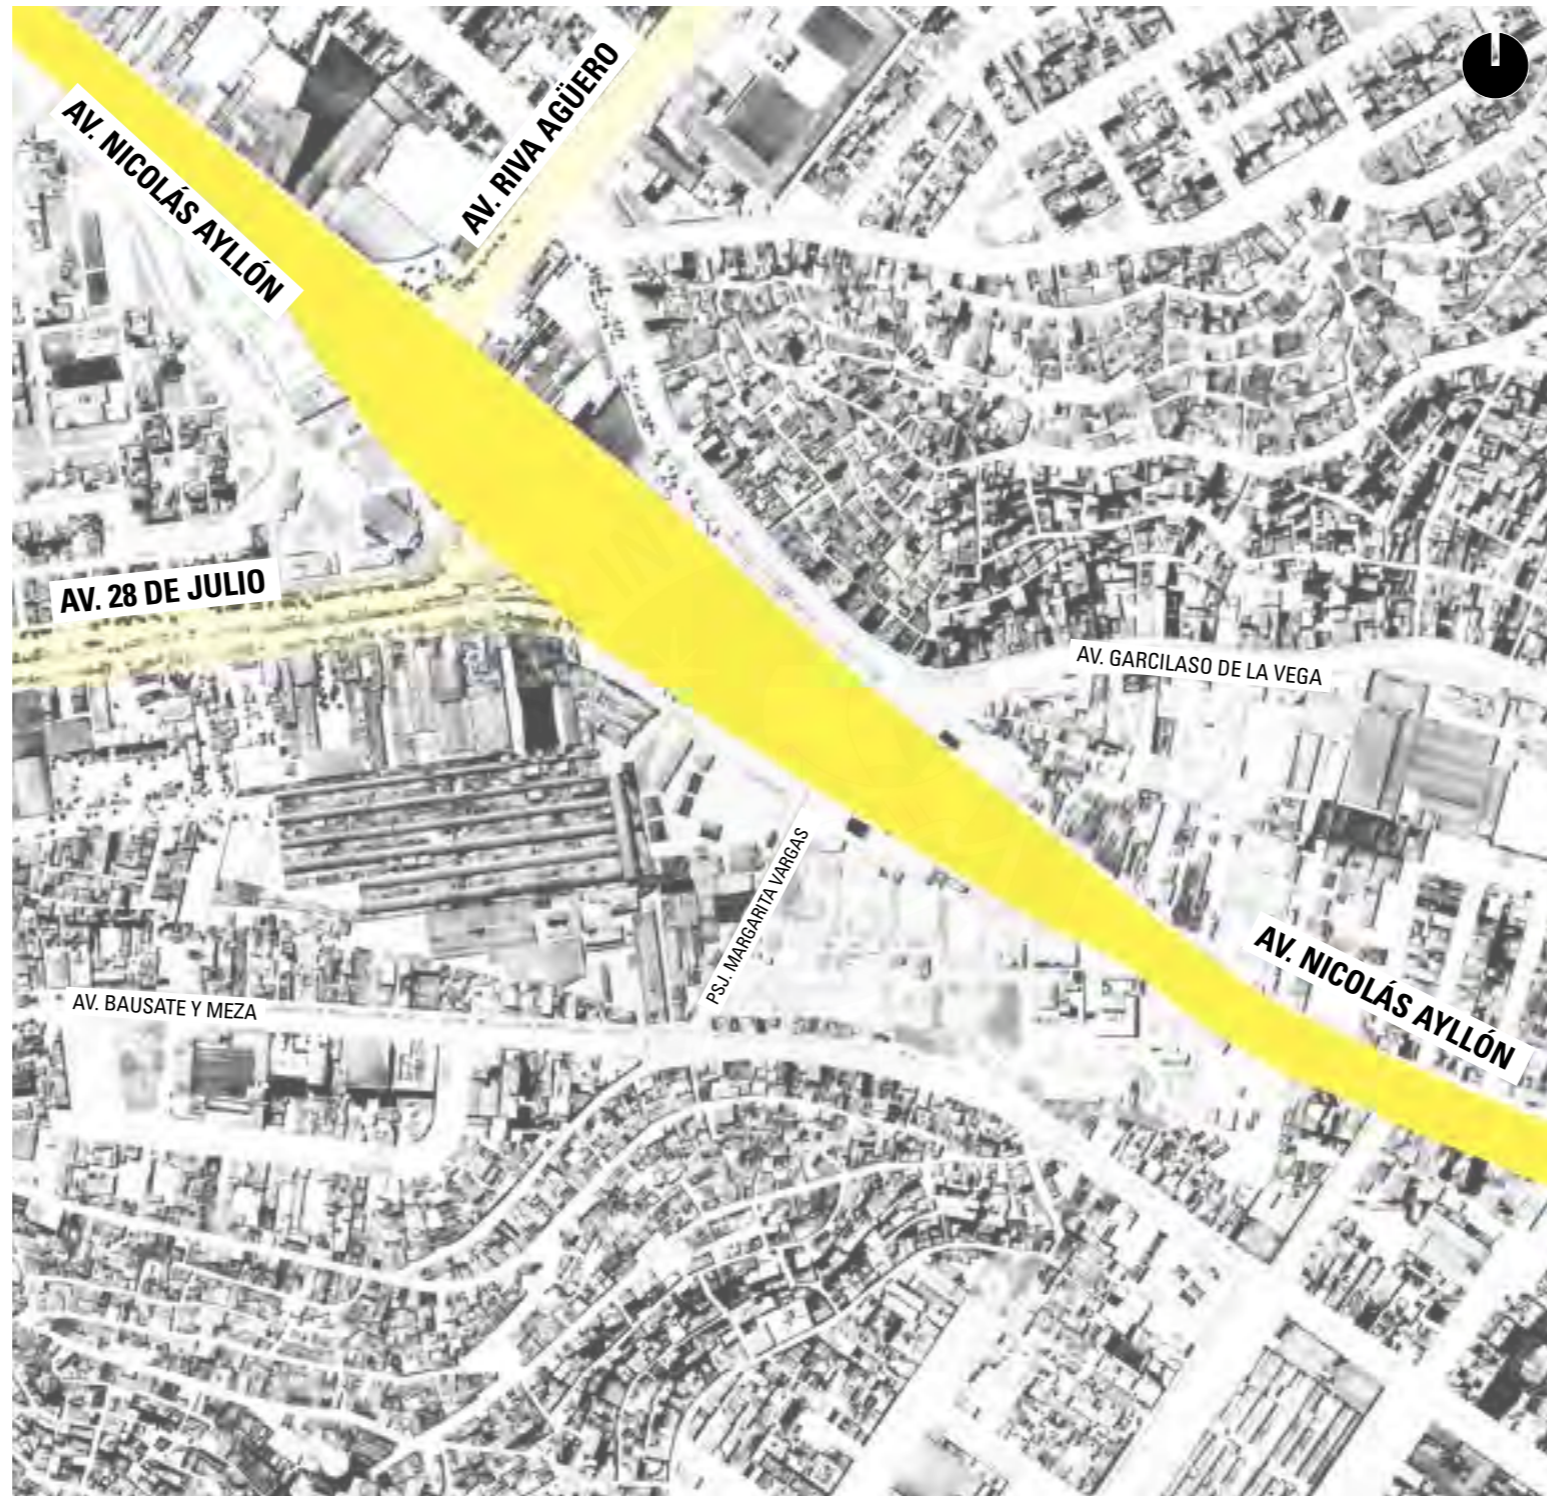 AV. RIVA AGÜERO
AV. NICOLÁS AYLLÓN
AV. 28 DE JULIO
AV. GARCILASO DE LA VEGA
PSJ. MARGARITA VARGAS
AV. NICOLÁS AYLLÓN
AV. BAUSATE Y MEZA